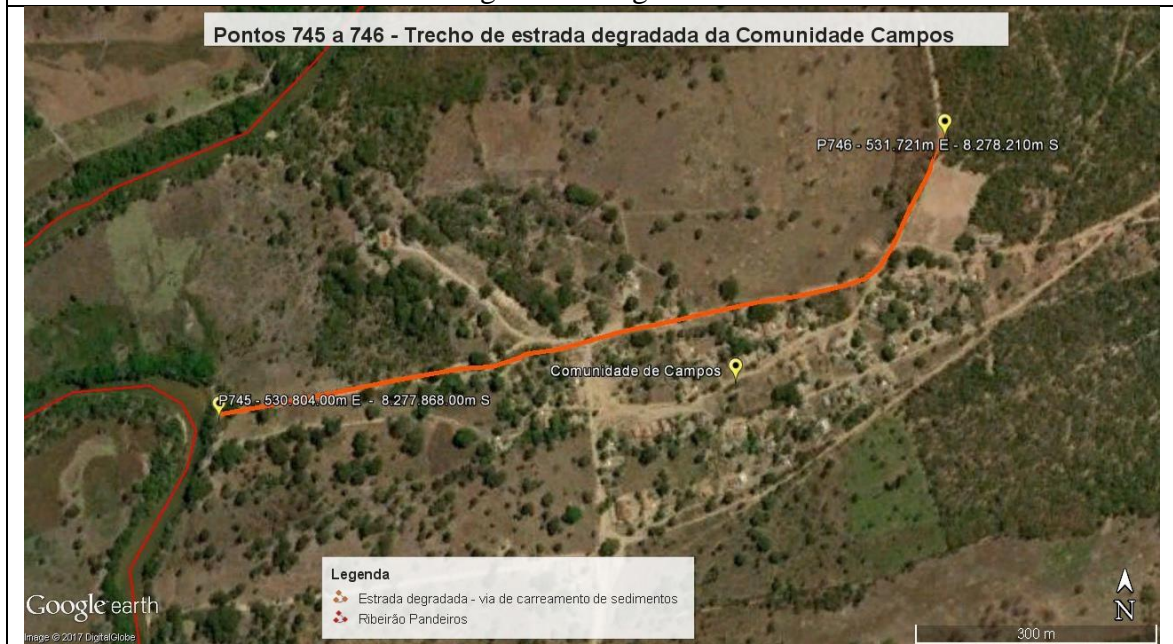 Pontos 745 a 746 - Trecho de estrada degradada da Comunidade Campos
P746 - 531.721m E - 8.278.210m S
Comunidade de Campos
P745 - 530.804.00m E - 8.277.868.00m S
Legenda
Estrada degradada - via de carreamento de sedimentos
Ribeirão Pandeiros
Google earth
Image © 2017 DigitalGlobe
N
300 m